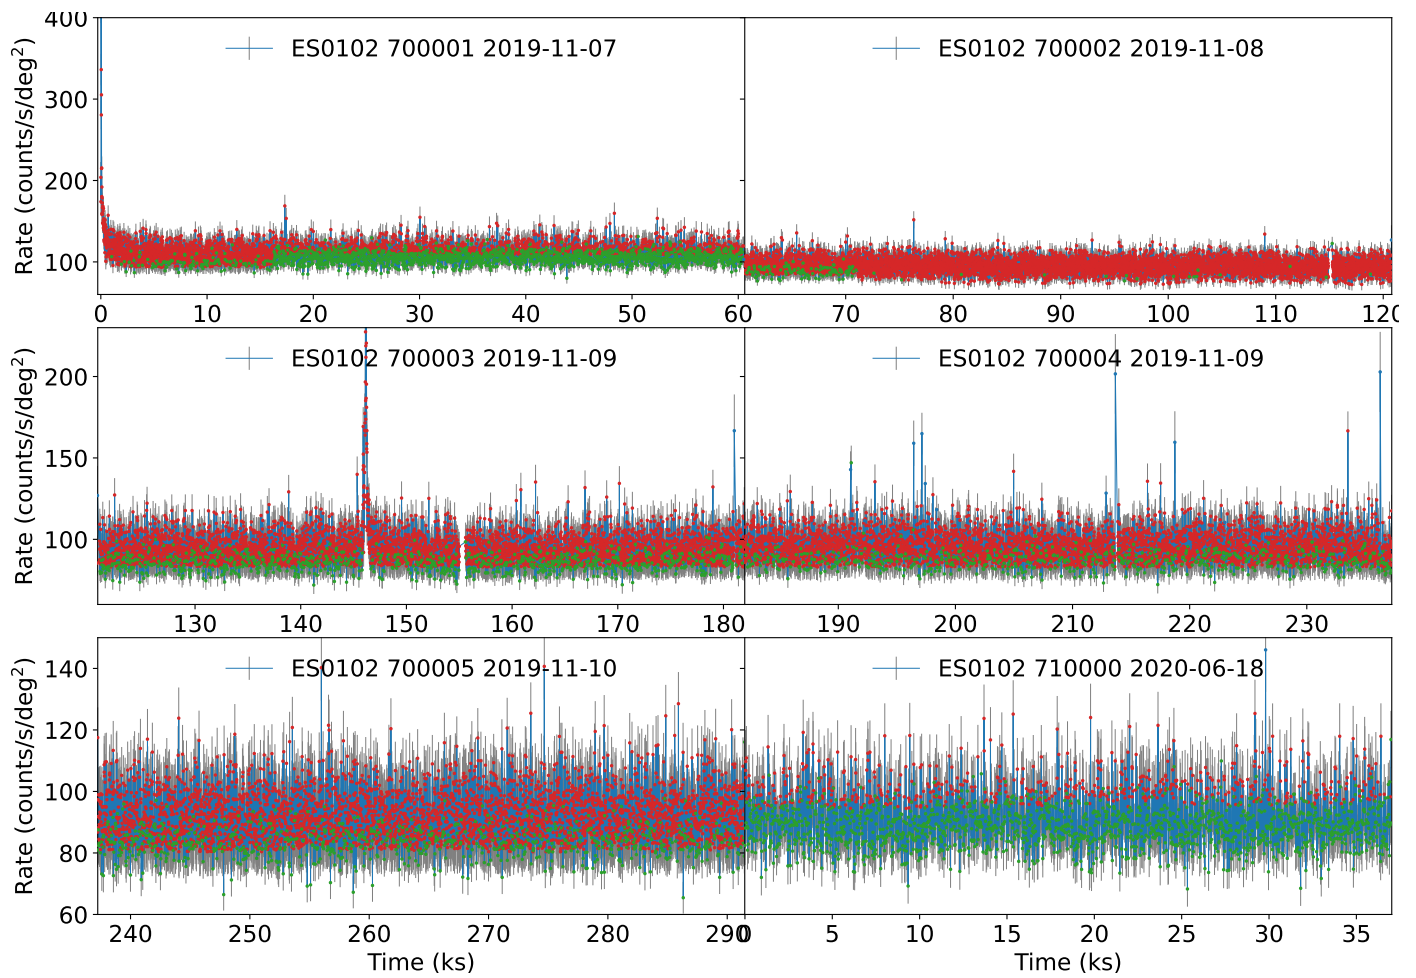 400
300
200
100
Rate (counts/s/deg²)
ES0102 700001 2019-11-07
0 10 20 30 40 50 60
ES0102 700002 2019-11-08
70 80 90 100 110 120
200
150
100
Rate (counts/s/deg²)
ES0102 700003 2019-11-09
130 140 150 160 170 180
ES0102 700004 2019-11-09
190 200 210 220 230
140
120
100
80
60
Rate (counts/s/deg²)
ES0102 700005 2019-11-10
240 250 260 270 280 290
Time (ks)
ES0102 710000 2020-06-18
0 5 10 15 20 25 30 35
Time (ks)